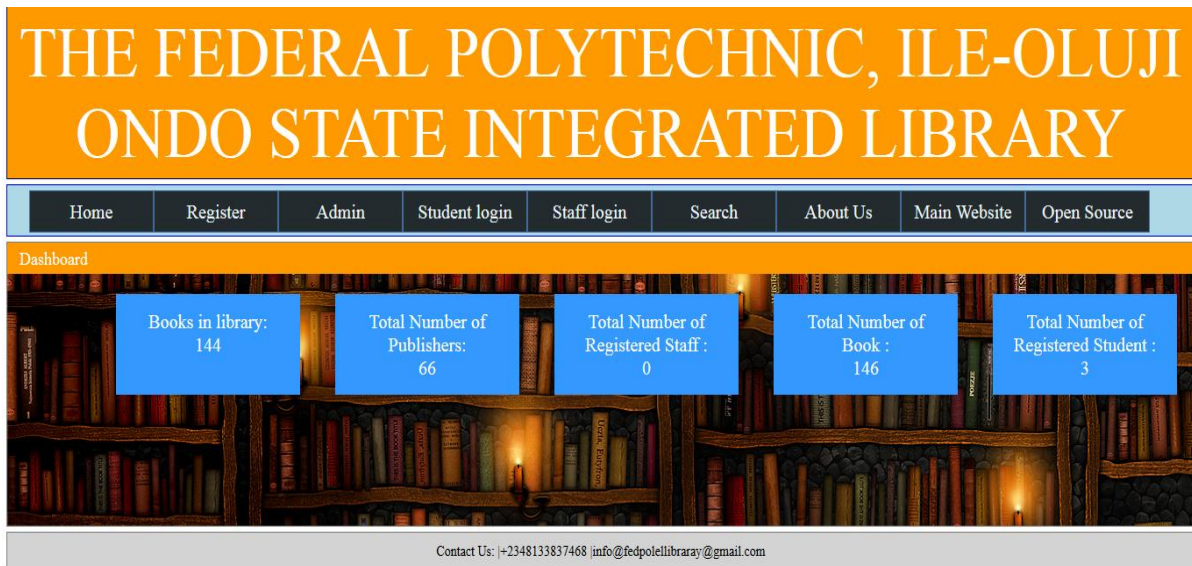 THE FEDERAL POLYTECHNIC, ILE-OLUJI
ONDO STATE INTEGRATED LIBRARY
Home Register Admin Student login Staff login Search About Us Main Website Open Source
Dashboard
Books in library:
144
Total Number of
Publishers:
66
Total Number of
Registered Staff :
0
Total Number of
Book :
146
Total Number of
Registered Student :
3
Contact Us: |+2348133837468 |info@fedpolellibraray@gmail.com